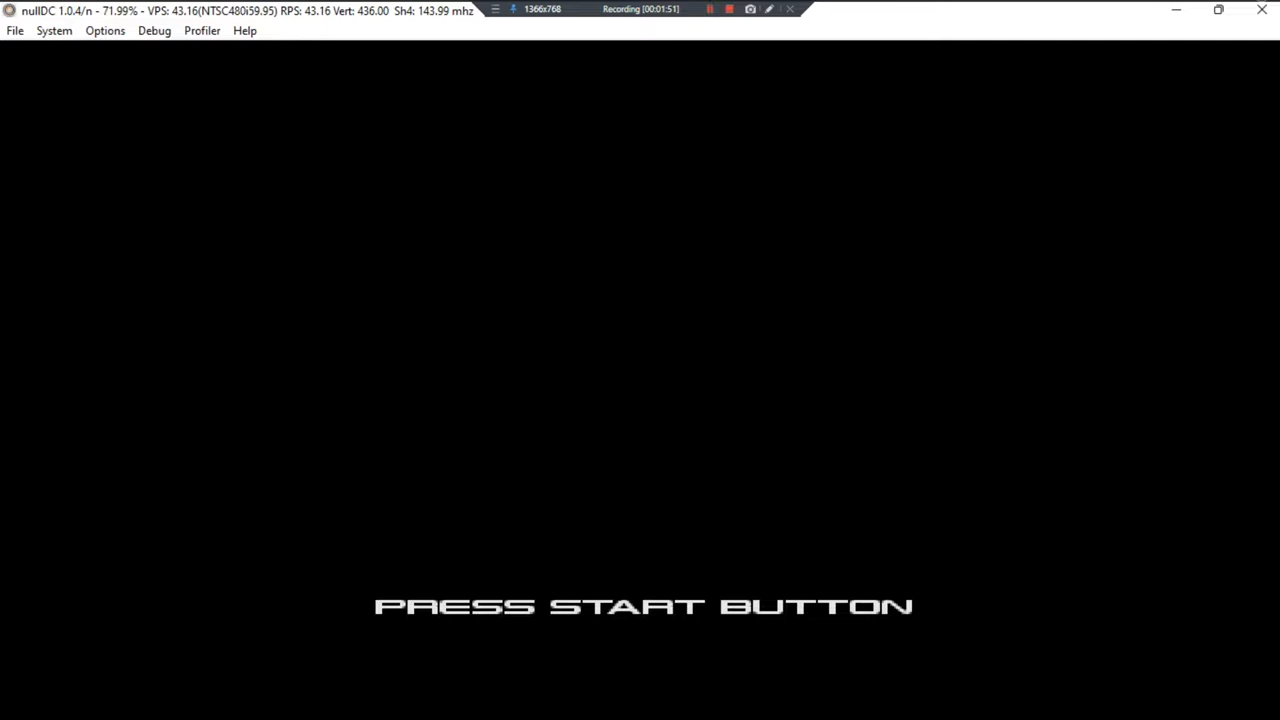 nullDC 1.0.4/n - 71.99% - VPS: 43.16(NTSC480i59.95) RPS: 43.16 Vert: 436.00 Sh4: 143.99 mhz
1366x768 Recording [00:01:51]
File System Options Debug Profiler Help
PRESS START BUTTON